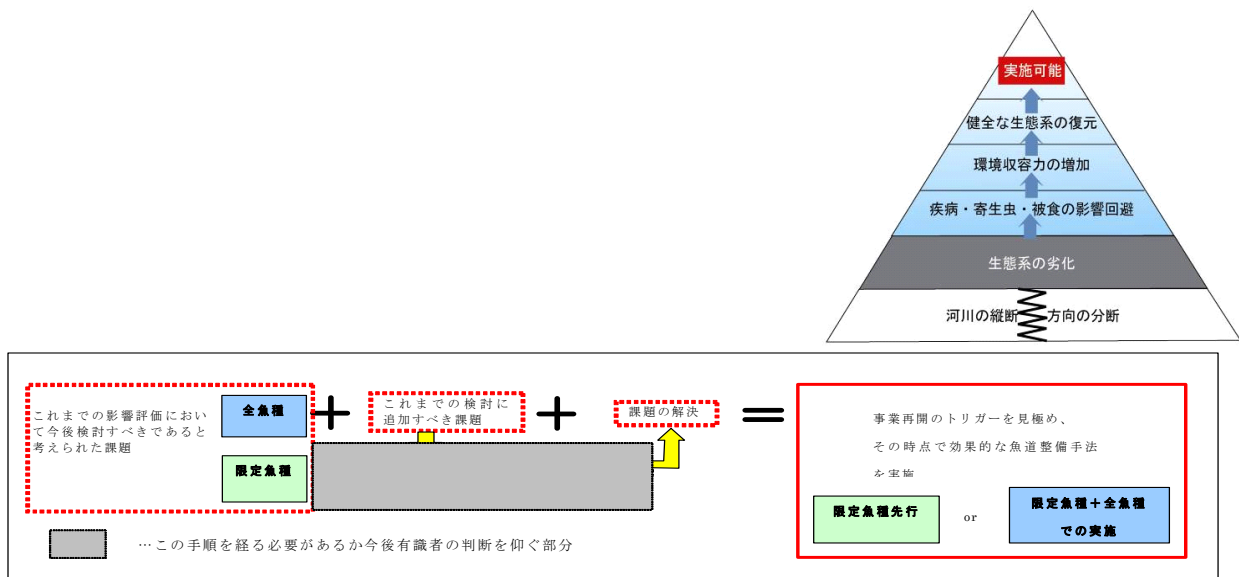 実施可能
健全な生態系の復元
環境収容力の増加
疾病・寄生虫・被食の影響回避
生態系の劣化
河川の縦断 方向の分断
これまでの影響評価において今後検討すべきであると
考えられた課題
全魚種
限定魚種
+
これまでの検討に
追加すべき課題
+
課題の解決
=
事業再開のトリガーを見極め、
その時点で効果的な魚道整備手法
を実施
限定魚種先行
or
限定魚種+全魚種
での実施
…この手順を経る必要があるか今後有識者の判断を仰ぐ部分